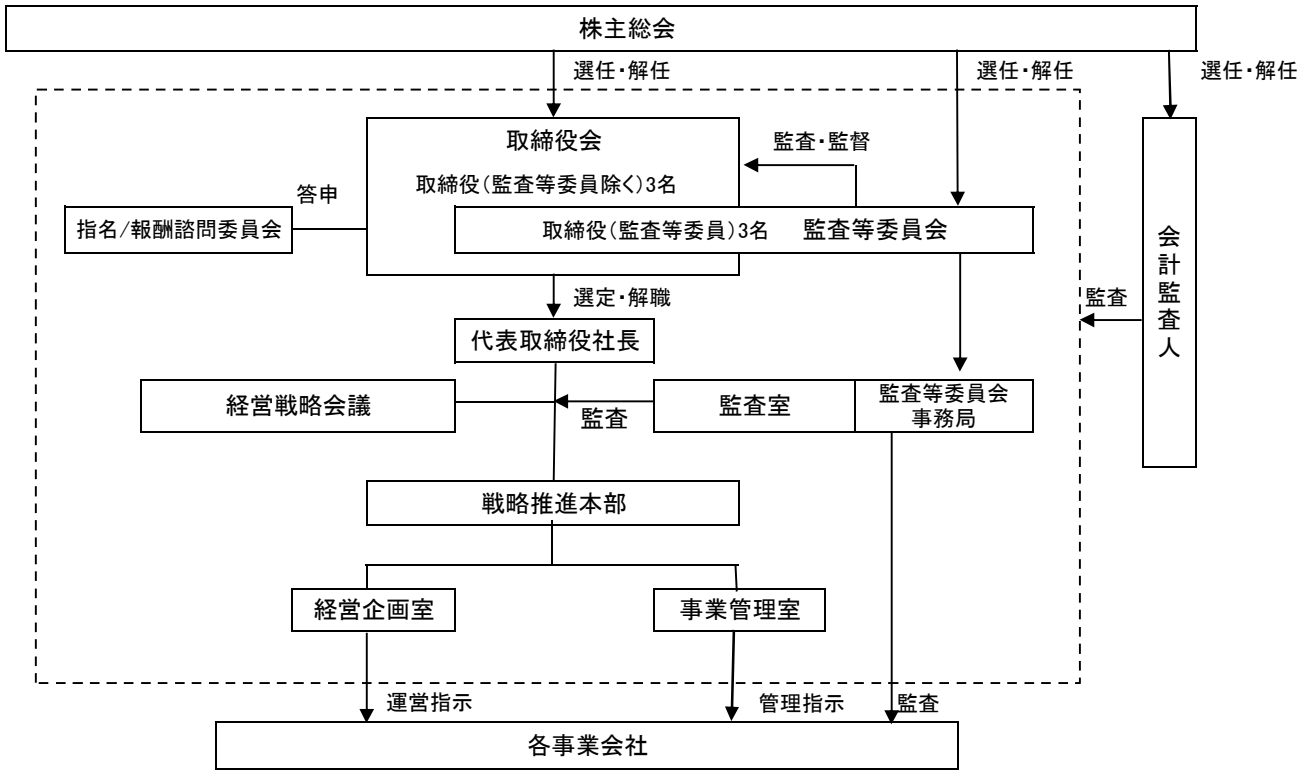 株主総会
選任・解任
選任・解任
選任・解任
取締役会
監査・監督
取締役(監査等委員除く)3名
答申
指名/報酬諮問委員会
取締役(監査等委員)3名 監査等委員会
会計監査人
選定・解職
監査
代表取締役社長
経営戦略会議
監査
監査室
監査等委員会
事務局
戦略推進本部
経営企画室
事業管理室
運営指示
管理指示
監査
各事業会社